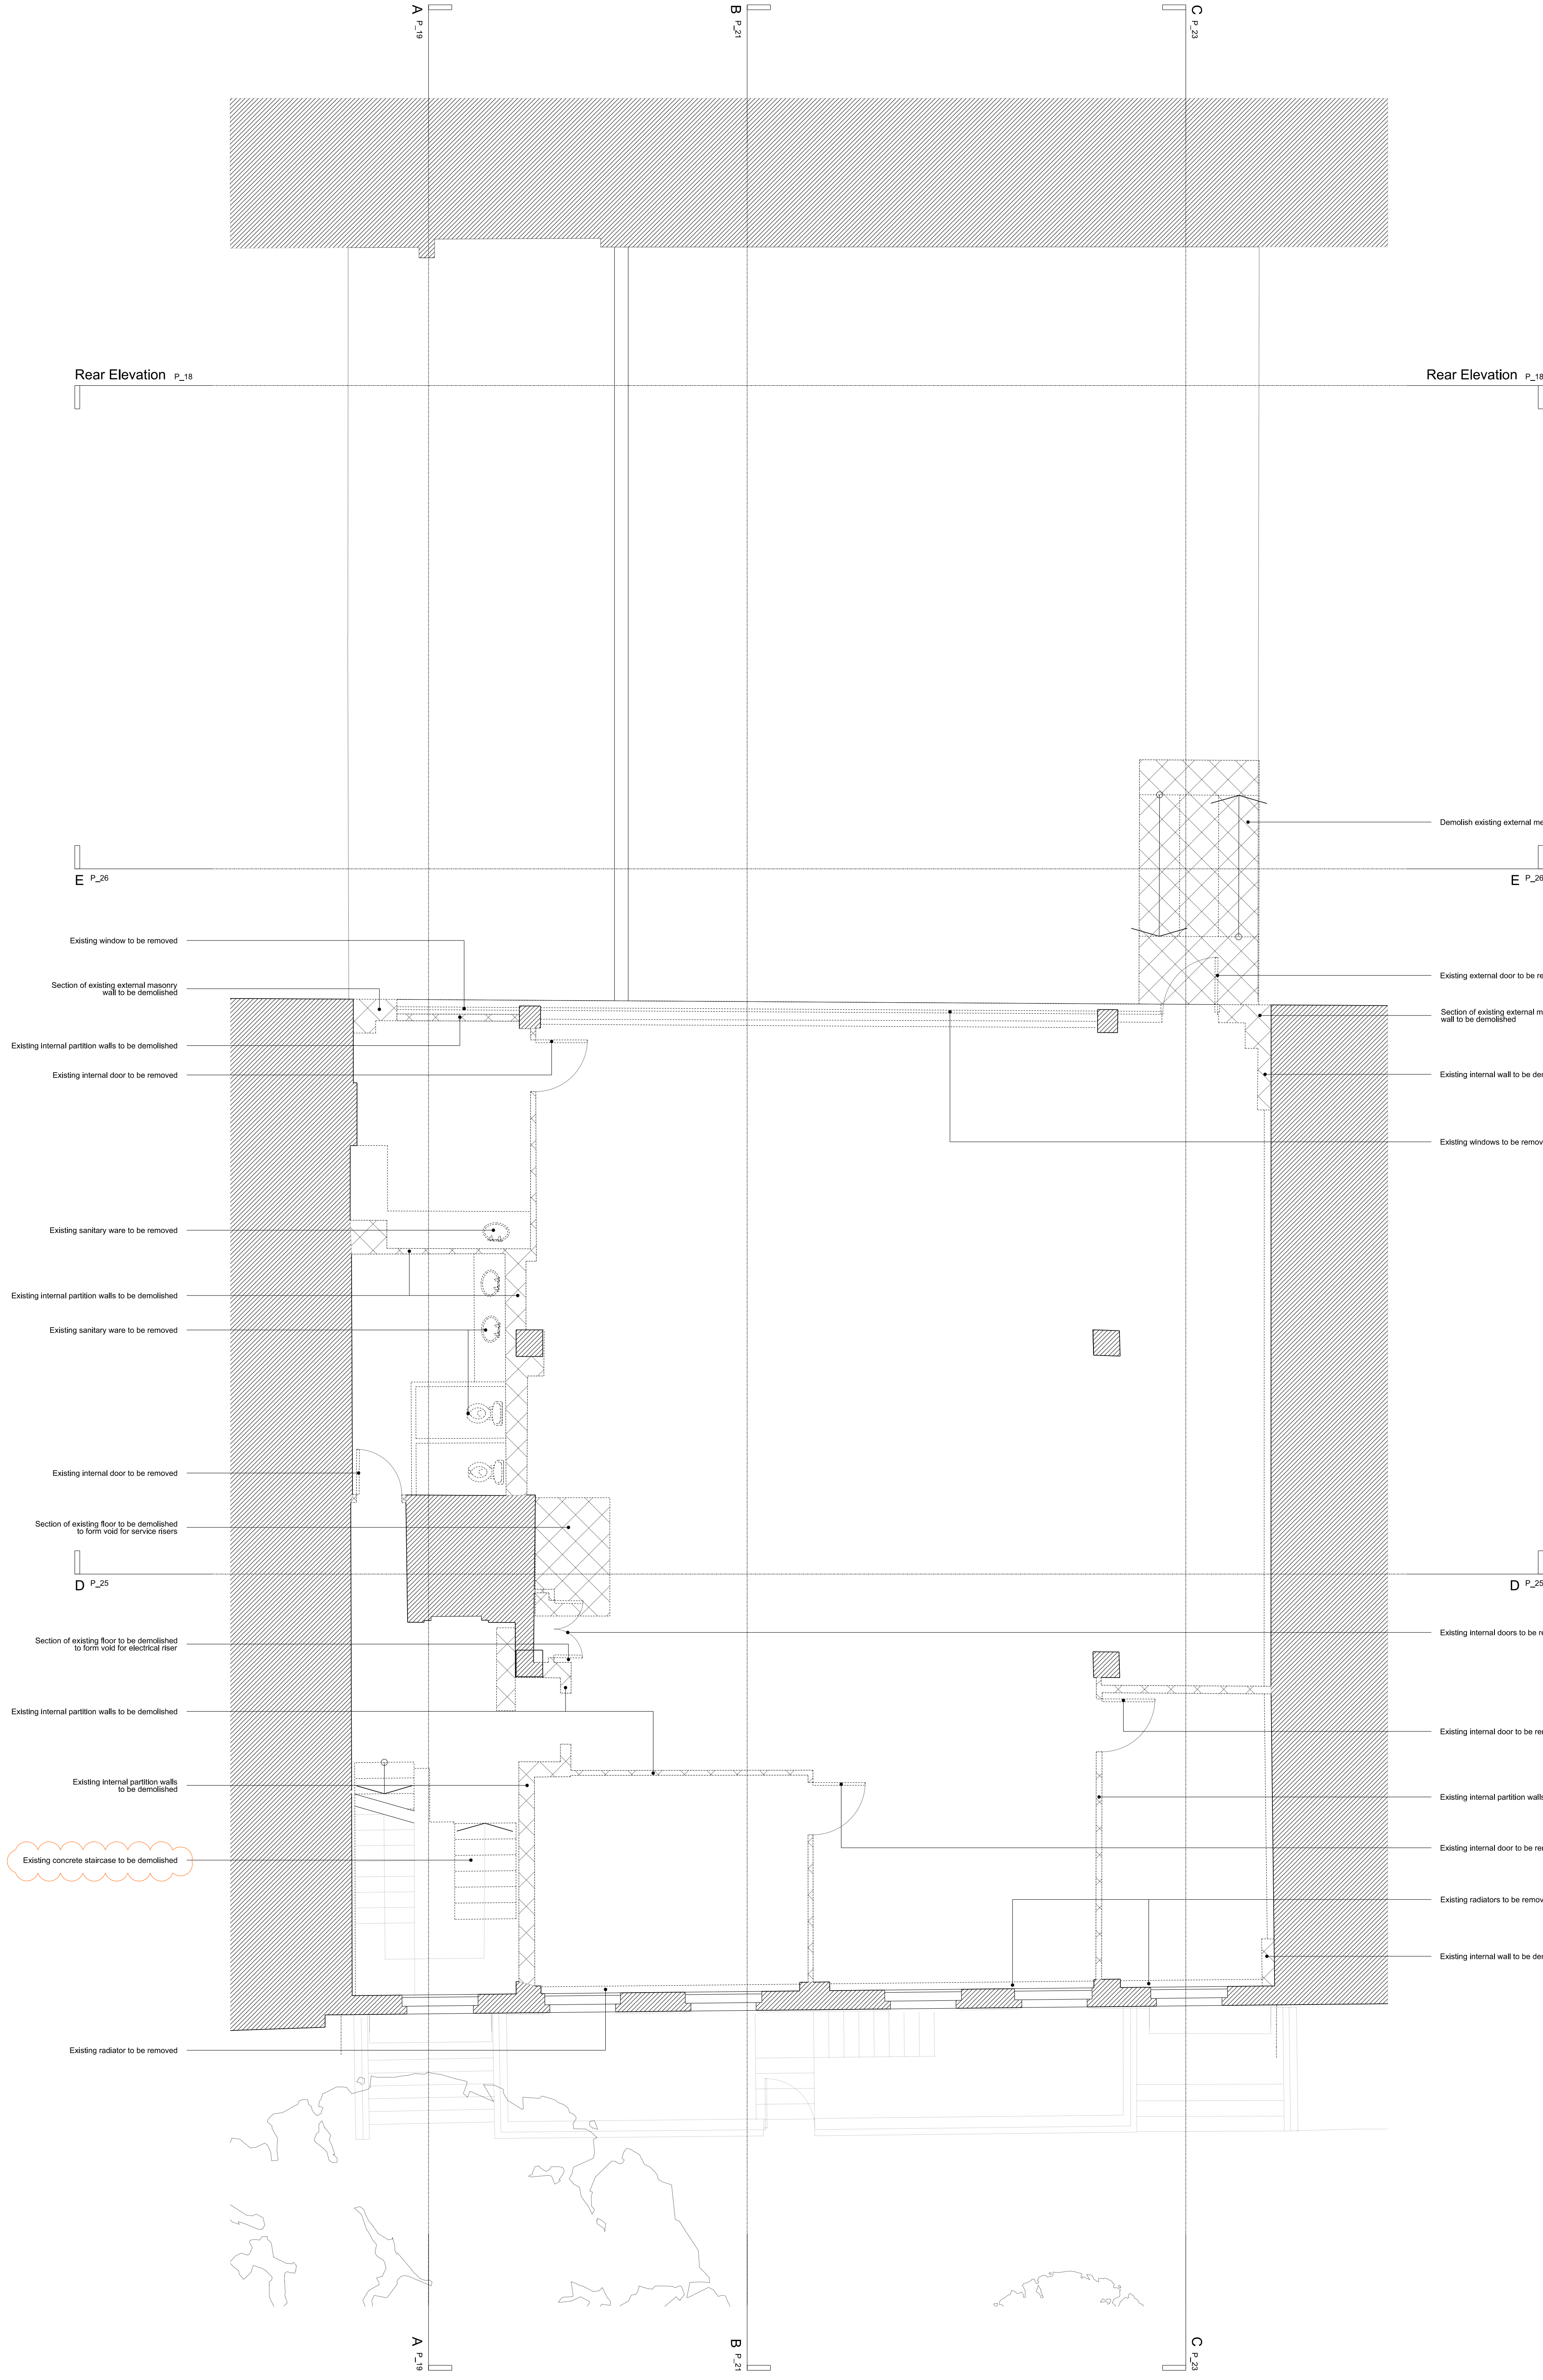 A P_19
B P_21
C P_23
Rear Elevation P_18
Rear Elevation P_18
Demolish existing external
E P_26
E P_26
Existing window to be removed
Existing external door to be
Section of existing external masonry
wall to be demolished
Section of existing external
wall to be demolished
Existing internal partition walls to be demolished
Existing internal door to be removed
Existing internal wall to be
Existing windows to be
Existing sanitary ware to be removed
Existing internal partition walls to be demolished
Existing sanitary ware to be removed
Existing internal door to be removed
Section of existing floor to be demolished
to form void for service risers
D P_25
D P_25
Existing internal doors to be
Section of existing floor to be demolished
to form void for electrical riser
Existing internal partition walls to be demolished
Existing internal door to be
Existing internal partition walls
to be demolished
Existing internal partition walls
Existing internal door to be
Existing concrete staircase to be demolished
Existing radiators to be
Existing internal wall to be
Existing radiator to be removed
A P_19
B P_21
C P_23